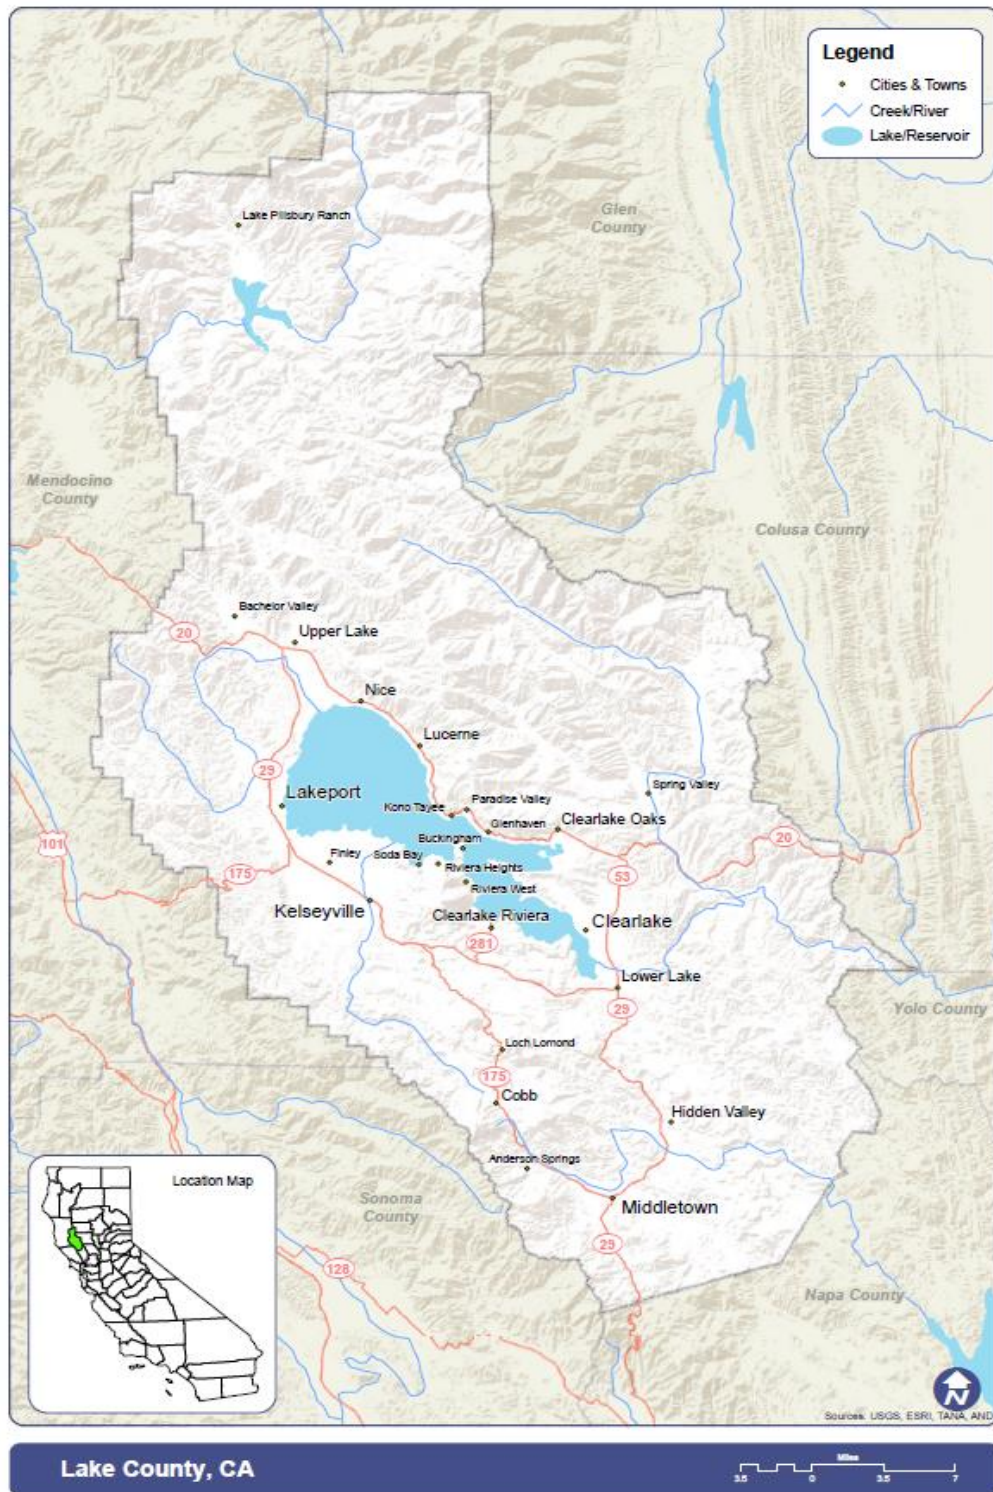 Legend
Cities & Towns
Creek/River
Lake/Reservoir
Lake Pillsbury Ranch
Glen
County
Mendocino
County
Colusa County
Bachelor Valley
20
Upper Lake
Nice
Lucerne
29
Lakeport
Spring Valley
Kono Tayee
Paradise Valley
Glenhaven
Clearlake Oaks
Buckingham
101
20
Finley
Soda Bay
Riviera Heights
53
175
Riviera West
Kelseyville
Clearlake Riviera
Clearlake
281
Lower Lake
29
Yolo County
Loch Lomond
175
Cobb
Hidden Valley
Anderson Springs
Location Map
Sonoma
County
Middletown
29
128
Napa County
N
Sources: USGS, ESRI, TANA, AND
Lake County, CA
Miles
3.5 0 3.5 7